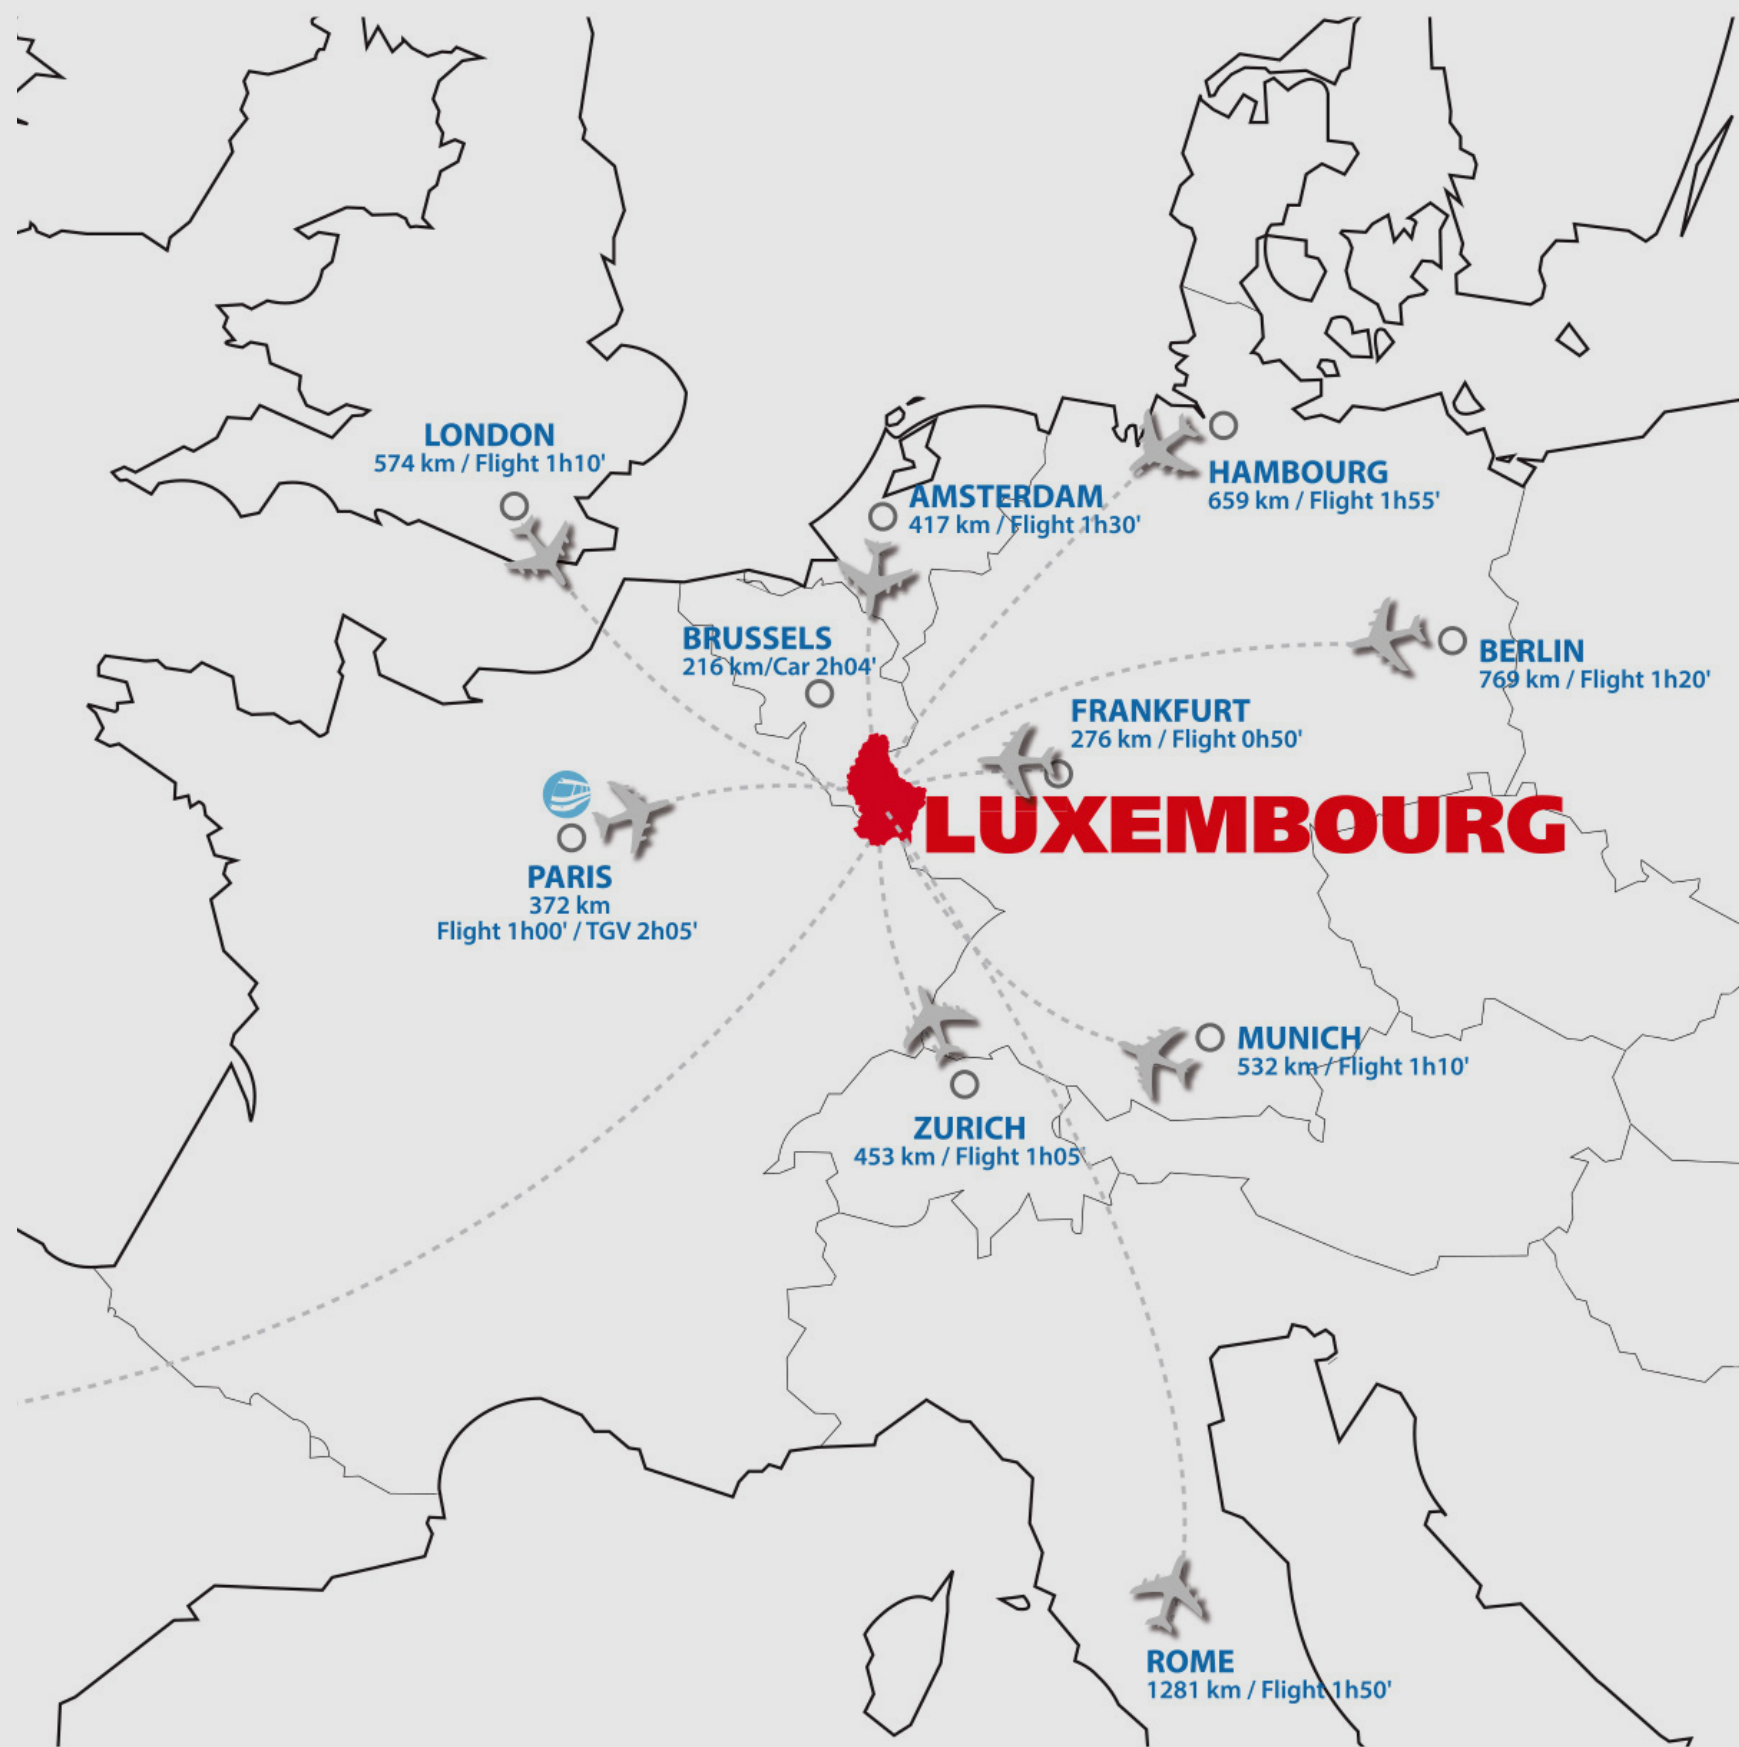 LONDON
574 km / Flight 1h10'
HAMBOURG
659 km / Flight 1h55'
AMSTERDAM
417 km / Flight 1h30'
BRUSSELS
216 km/Car 2h04'
BERLIN
769 km / Flight 1h20'
FRANKFURT
276 km / Flight 0h50'
LUXEMBOURG
PARIS
372 km
Flight 1h00' / TGV 2h05'
MUNICH
532 km / Flight 1h10'
ZURICH
453 km / Flight 1h05'
ROME
1281 km / Flight 1h50'